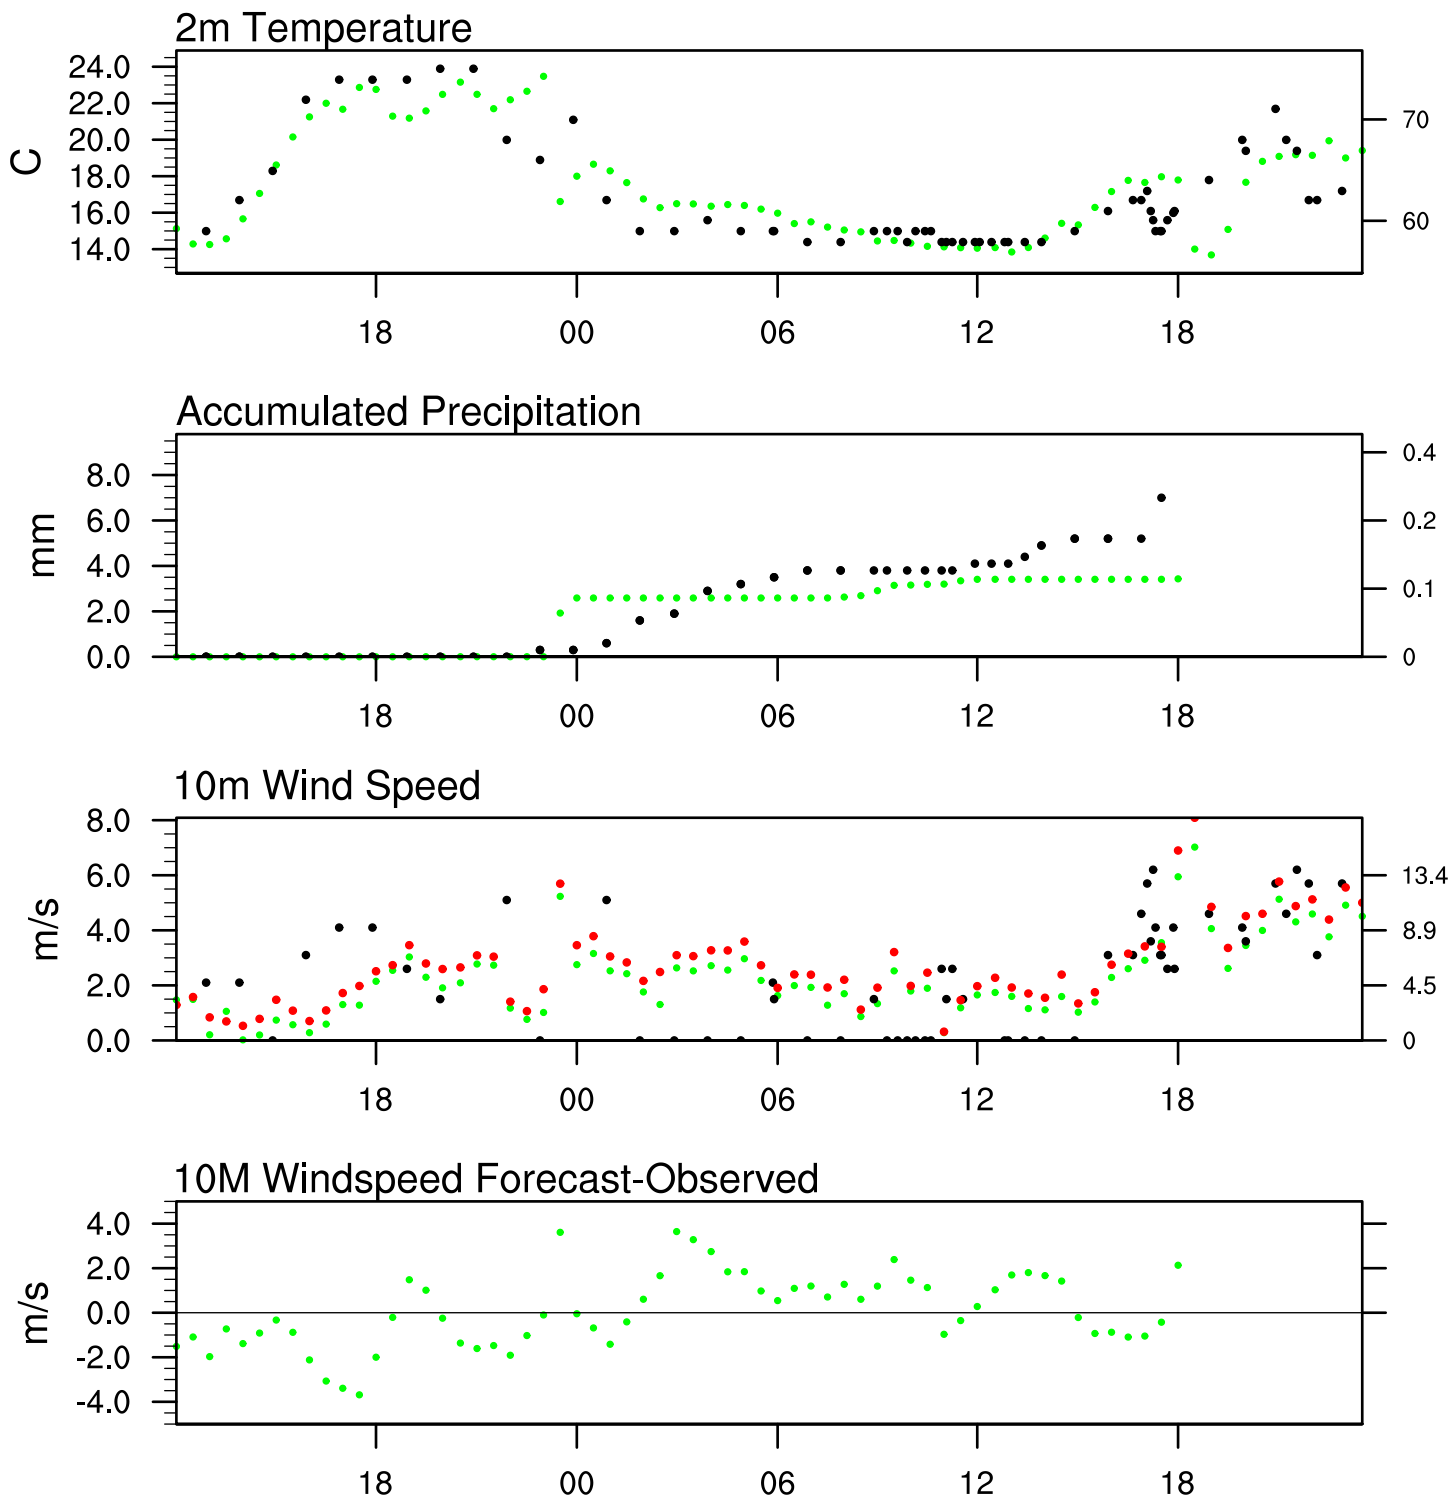 2m Temperature
24.0
22.0
20.0
18.0
16.0
14.0
C
70
60
18 00 06 12 18
Accumulated Precipitation
8.0
6.0
4.0
2.0
0.0
mm
0.4
0.2
0.1
0
18 00 06 12 18
10m Wind Speed
8.0
6.0
4.0
2.0
0.0
m/s
13.4
8.9
4.5
0
18 00 06 12 18
10M Windspeed Forecast-Observed
4.0
2.0
0.0
-2.0
-4.0
m/s
18 00 06 12 18